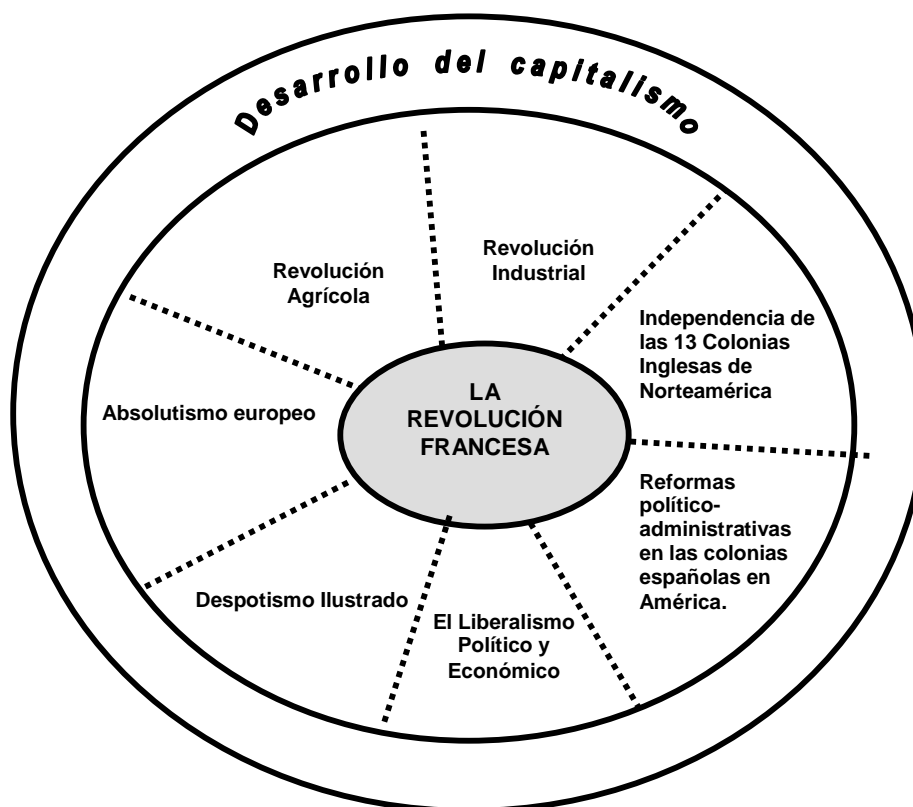 Desarrollo del capitalismo
Revolución
Industrial
Revolución
Agrícola
Independencia de
las 13 Colonias
Inglesas de
Norteamérica
LA
REVOLUCIÓN
FRANCESA
Absolutismo europeo
Reformas
político-
administrativas
en las colonias
españolas en
América.
Despotismo Ilustrado
El Liberalismo
Político y
Económico